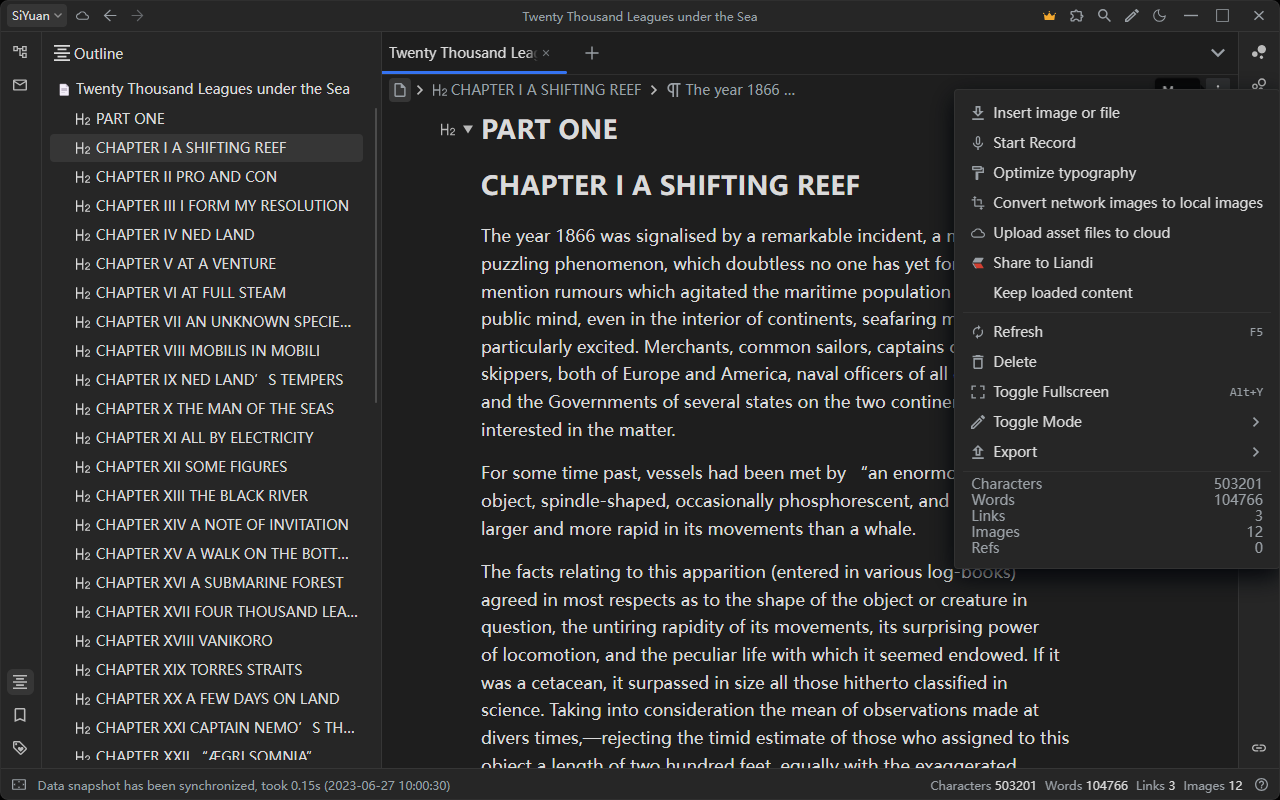 SiYuan
Twenty Thousand Leagues under the Sea
Outline
Twenty Thousand Leagues under the Sea
H2 PART ONE
H2 CHAPTER I A SHIFTING REEF
H2 CHAPTER II PRO AND CON
H2 CHAPTER III I FORM MY RESOLUTION
H2 CHAPTER IV NED LAND
H2 CHAPTER V AT A VENTURE
H2 CHAPTER VI AT FULL STEAM
H2 CHAPTER VII AN UNKNOWN SPECIE...
H2 CHAPTER VIII MOBILIS IN MOBILI
H2 CHAPTER IX NED LAND’S TEMPERS
H2 CHAPTER X THE MAN OF THE SEAS
H2 CHAPTER XI ALL BY ELECTRICITY
H2 CHAPTER XII SOME FIGURES
H2 CHAPTER XIII THE BLACK RIVER
H2 CHAPTER XIV A NOTE OF INVITATION
H2 CHAPTER XV A WALK ON THE BOTT...
H2 CHAPTER XVI A SUBMARINE FOREST
H2 CHAPTER XVII FOUR THOUSAND LEA...
H2 CHAPTER XVIII VANIKORO
H2 CHAPTER XIX TORRES STRAITS
H2 CHAPTER XX A FEW DAYS ON LAND
H2 CHAPTER XXI CAPTAIN NEMO’S TH...
H2 CHAPTER XXII “ÆGRI SOMNIA”
Twenty Thousand Lea
H2 CHAPTER I A SHIFTING REEF > ¶ The year 1866 ...
H2 PART ONE
CHAPTER I A SHIFTING REEF
The year 1866 was signalised by a remarkable incident, a
puzzling phenomenon, which doubtless no one has yet
mention rumours which agitated the maritime population
public mind, even in the interior of continents, seafaring
particularly excited. Merchants, common sailors, captains
skippers, both of Europe and America, naval officers of all
and the Governments of several states on the two
interested in the matter.
For some time past, vessels had been met by “an
object, spindle-shaped, occasionally phosphorescent, and
larger and more rapid in its movements than a whale.
The facts relating to this apparition (entered in various log-books)
agreed in most respects as to the shape of the object or creature in
question, the untiring rapidity of its movements, its surprising power
of locomotion, and the peculiar life with which it seemed endowed. If it
was a cetacean, it surpassed in size all those hitherto classified in
science. Taking into consideration the mean of observations made at
divers times,—rejecting the timid estimate of those who assigned to this
object a length of two hundred feet, equally with the exaggerated
Insert image or file
Start Record
Optimize typography
Convert network images to local images
Upload asset files to cloud
Share to Liandi
Keep loaded content
Refresh F5
Delete
Toggle Fullscreen Alt+Y
Toggle Mode
Export
Characters 503201
Words 104766
Links 3
Images 12
Refs 0
Data snapshot has been synchronized, took 0.15s (2023-06-27 10:00:30)
Characters 503201 Words 104766 Links 3 Images 12